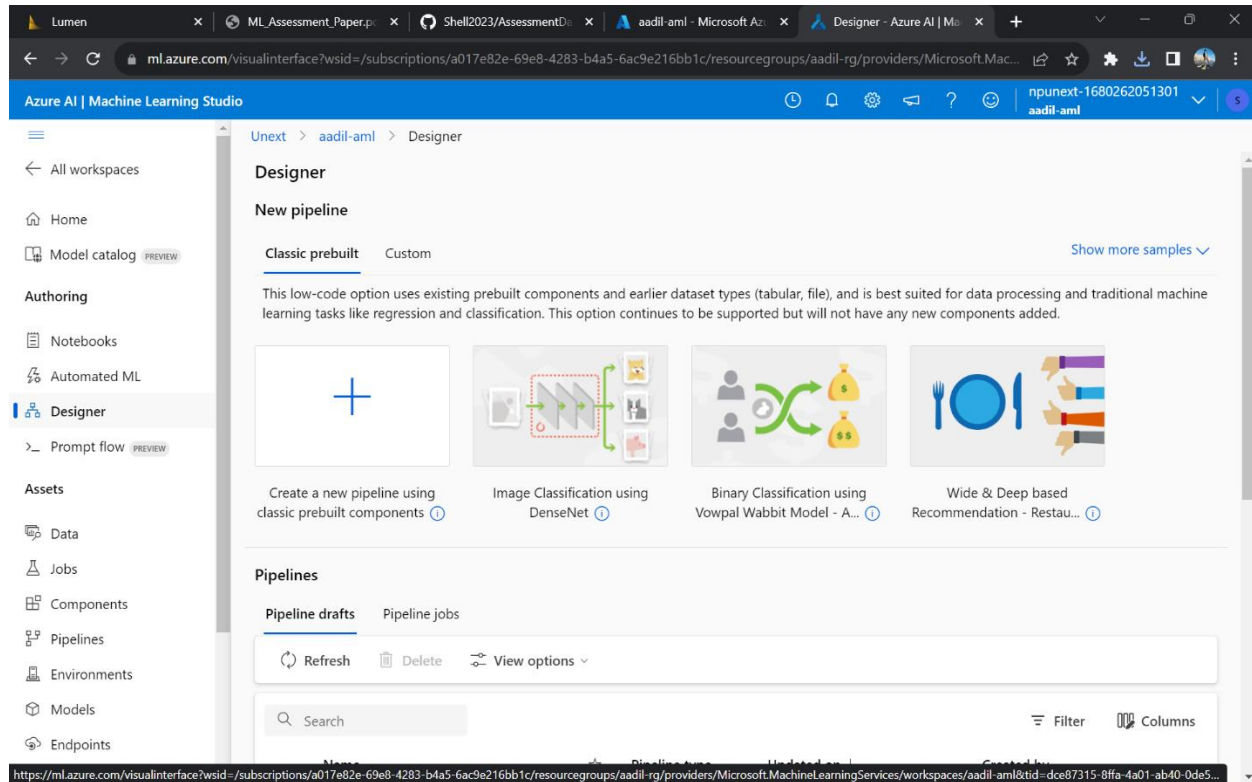 Lumen
ML_Assessment_Paper.pc
Shell2023/AssessmentDa
aadil-aml - Microsoft Az
Designer - Azure AI | Ma
ml.azure.com/visualinterface?wsid=/subscriptions/a017e82e-69e8-4283-b4a5-6ac9e216bb1c/resourcegroups/aadil-rg/providers/Microsoft.Mac...
Azure AI | Machine Learning Studio
npunext-1680262051301
aadil-aml
S
Unext > aadil-aml > Designer
All workspaces
Home
Model catalog PREVIEW
Authoring
Notebooks
Automated ML
Designer
Prompt flow PREVIEW
Assets
Data
Jobs
Components
Pipelines
Environments
Models
Endpoints
Designer
New pipeline
Classic prebuilt Custom
Show more samples
This low-code option uses existing prebuilt components and earlier dataset types (tabular, file), and is best suited for data processing and traditional machine
learning tasks like regression and classification. This option continues to be supported but will not have any new components added.
Create a new pipeline using
classic prebuilt components
Image Classification using
DenseNet
Binary Classification using
Vowpal Wabbit Model - A...
Wide & Deep based
Recommendation - Restau...
Pipelines
Pipeline drafts Pipeline jobs
Refresh Delete View options
Search
Filter Columns
Name Pipeline type Updated on Created by
https://ml.azure.com/visualinterface?wsid=/subscriptions/a017e82e-69e8-4283-b4a5-6ac9e216bb1c/resourcegroups/aadil-rg/providers/Microsoft.MachineLearningServices/workspaces/aadil-aml&tid=dce87315-8ffa-4a01-ab40-0de5...